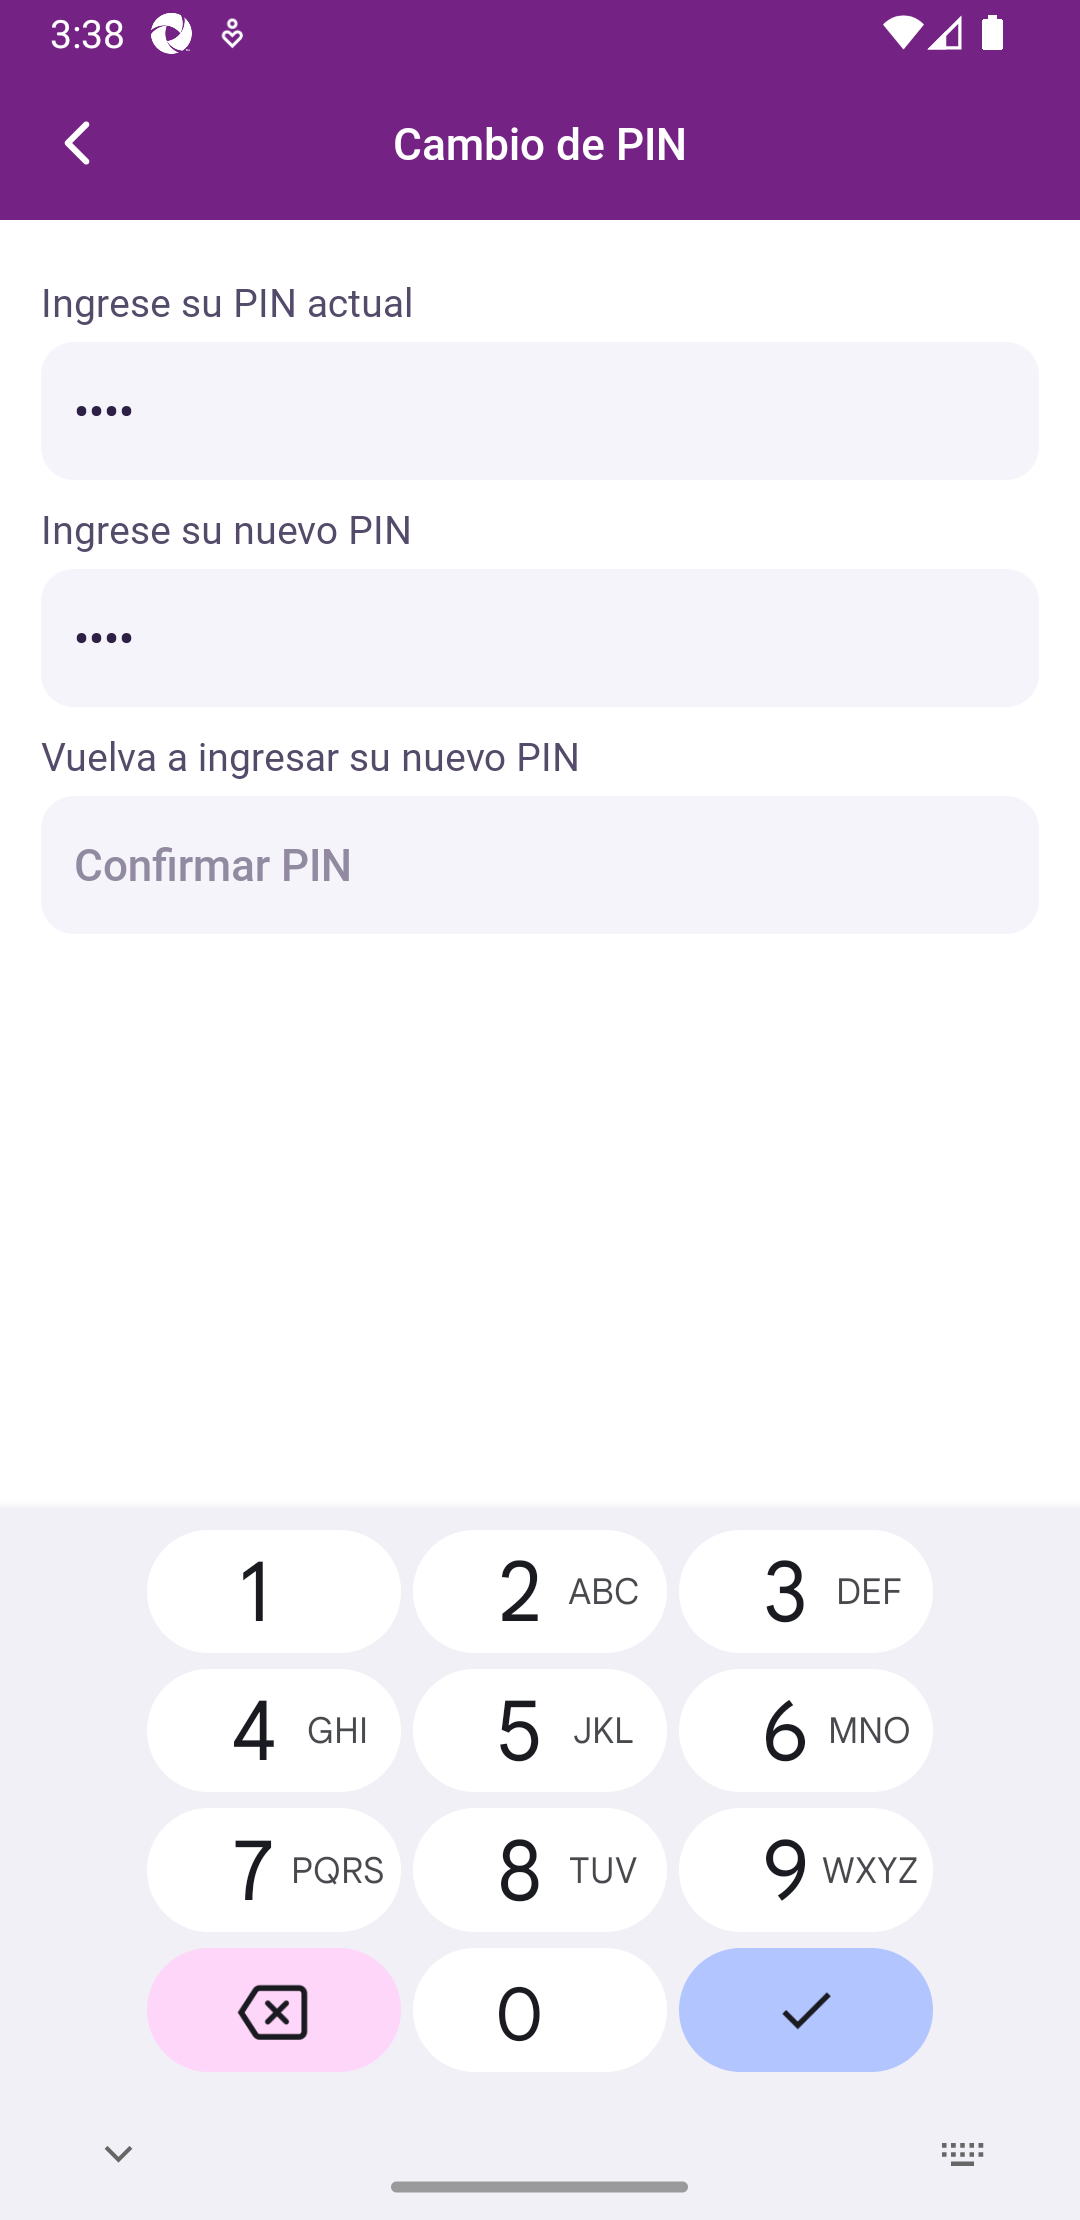 3:38
Cambio de PIN
Ingrese su PIN actual
••••
Ingrese su nuevo PIN
••••
Vuelva a ingresar su nuevo PIN
Confirmar PIN
1
2 ABC
3 DEF
4 GHI
5 JKL
6 MNO
7 PQRS
8 TUV
9 WXYZ
0